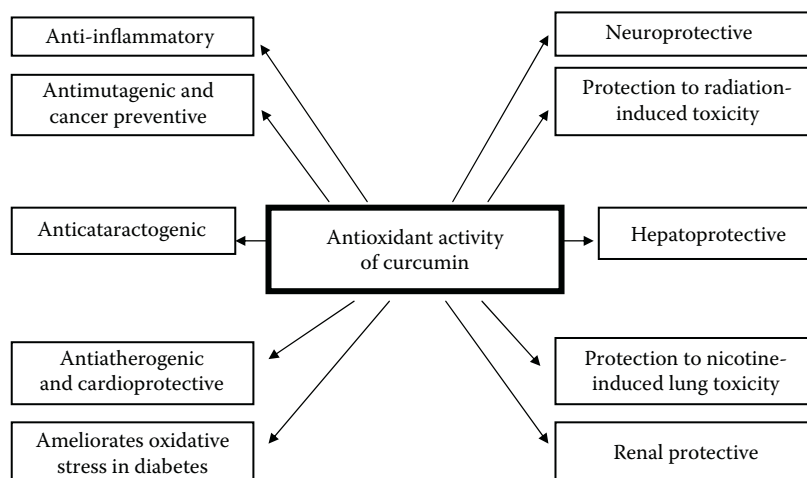 Anti-inflammatory
Antimutagenic and
cancer preventive
Anticataractogenic
Antiatherogenic
and cardioprotective
Ameliorates oxidative
stress in diabetes
Antioxidant activity
of curcumin
Neuroprotective
Protection to radiation-
induced toxicity
Hepatoprotective
Protection to nicotine-
induced lung toxicity
Renal protective